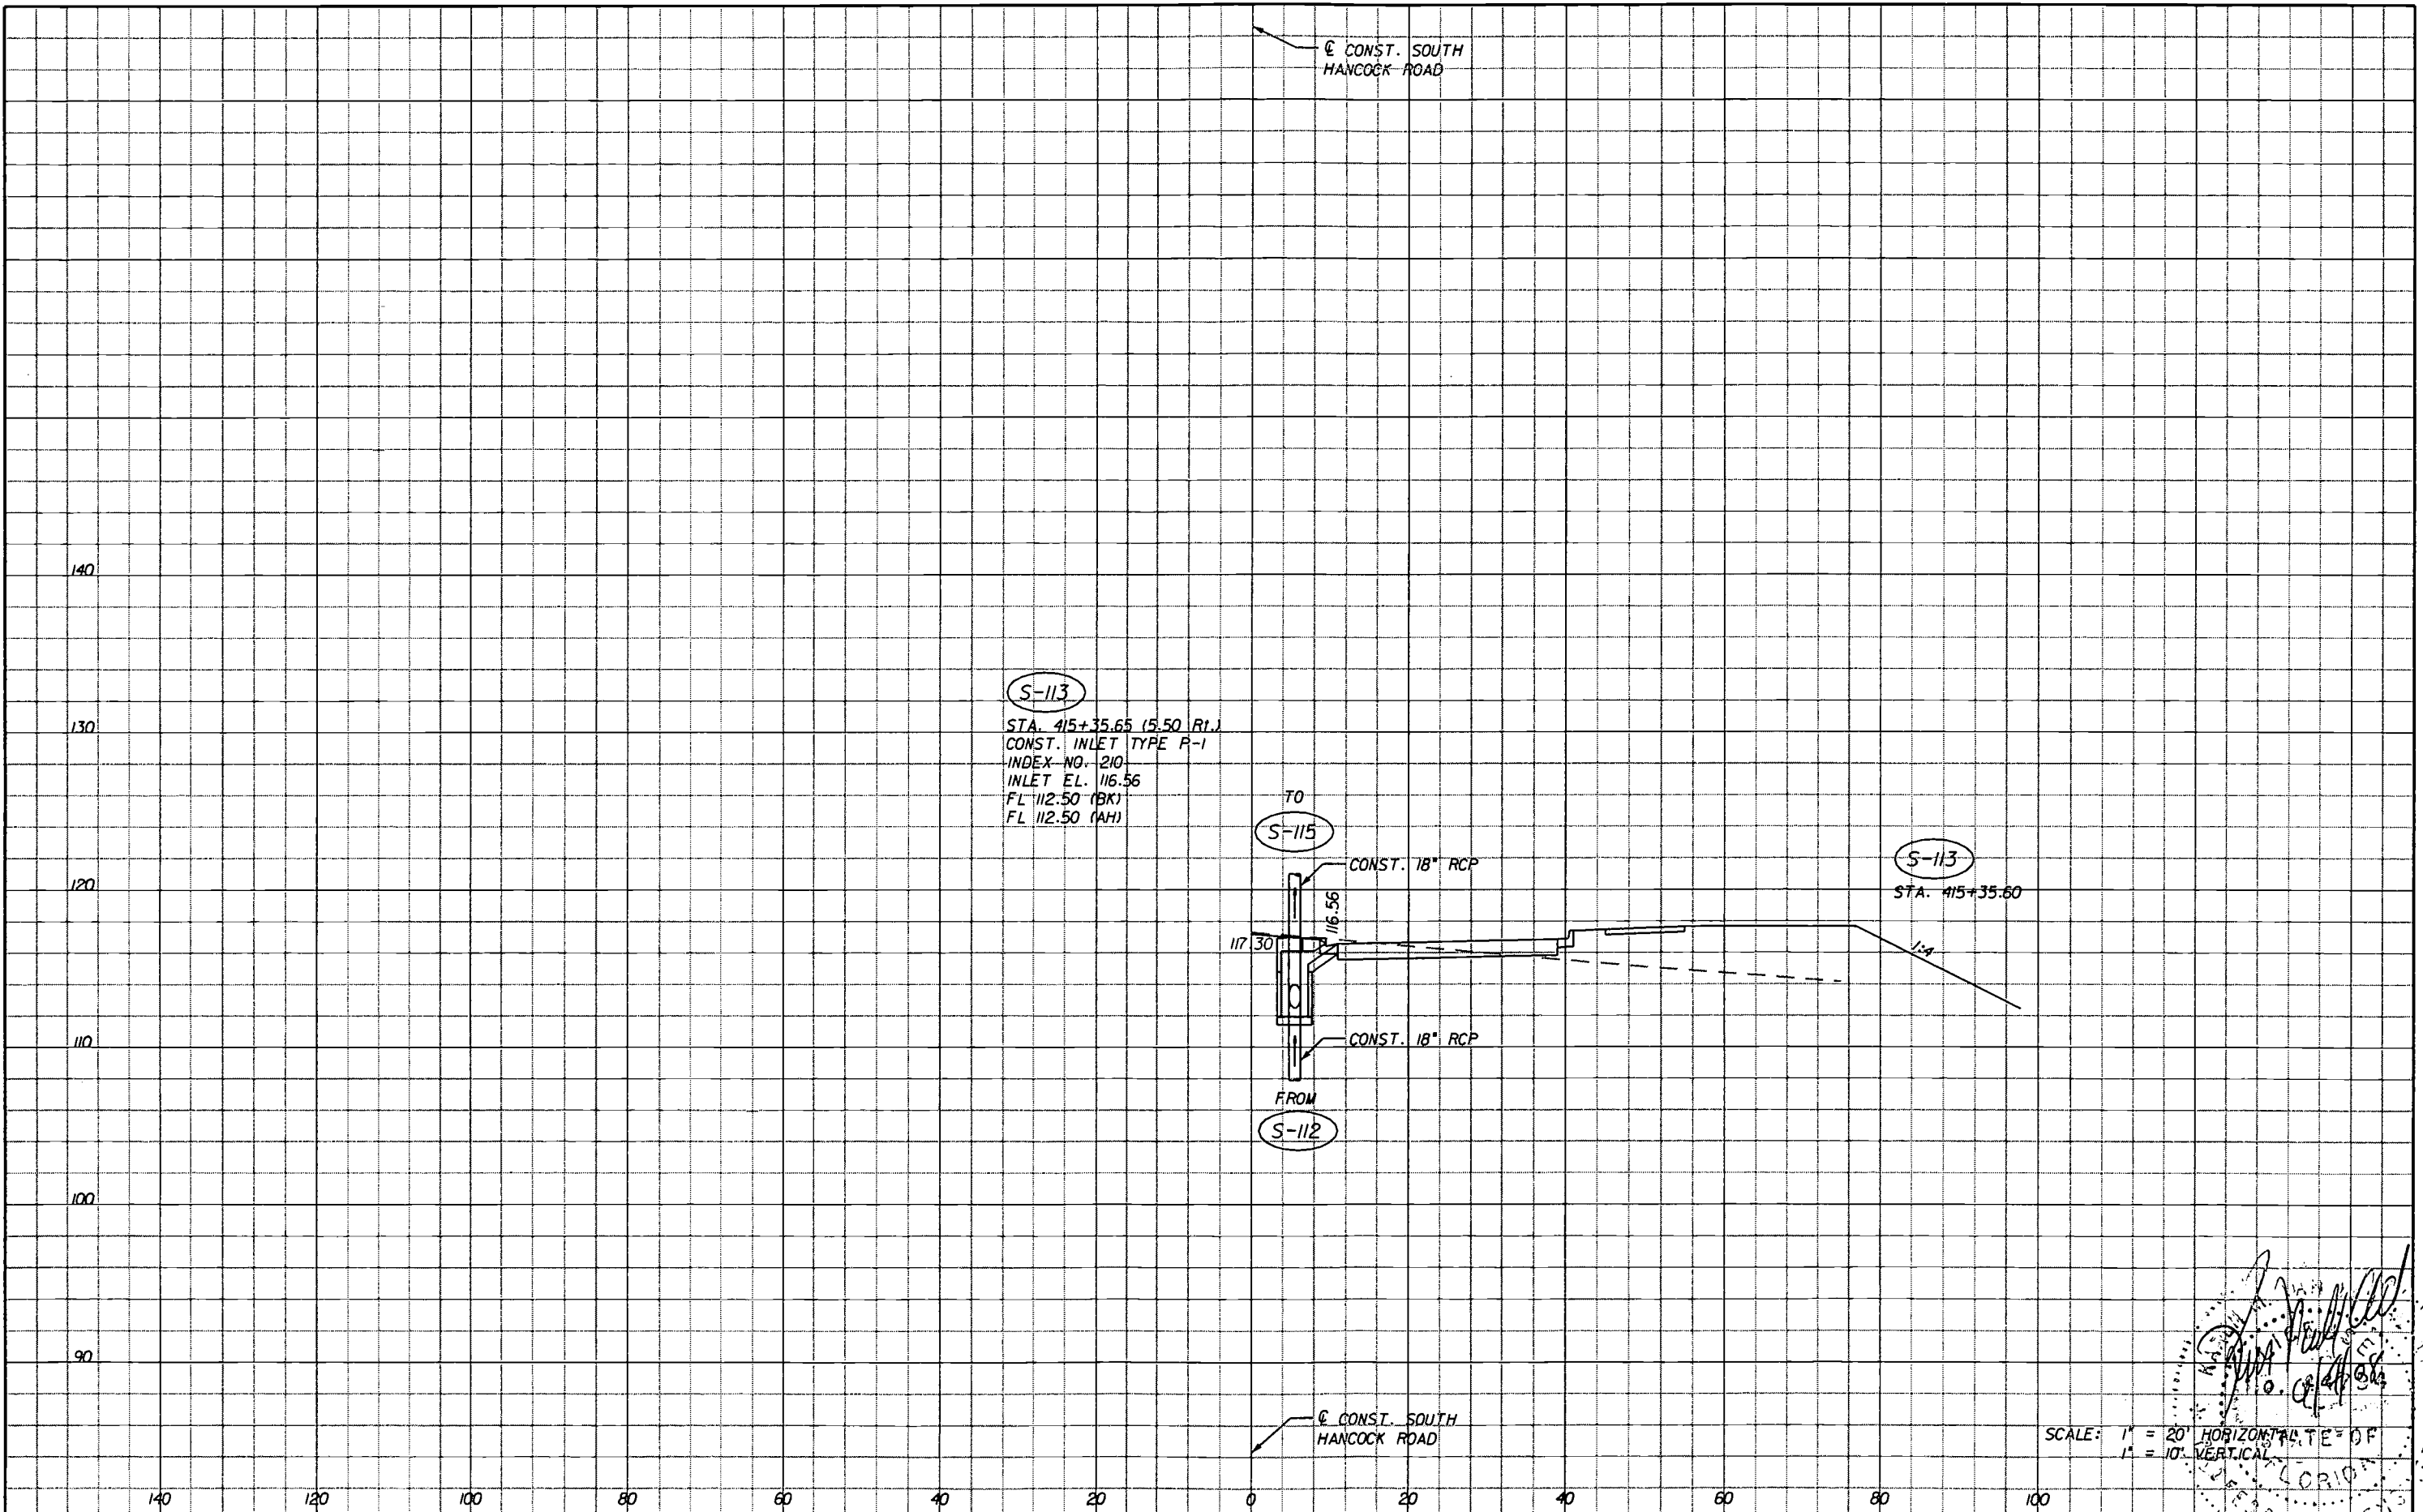 ℄ CONST. SOUTH
HANCOCK ROAD
140
130
120
110
100
90
S-113
STA. 415+35.65 (5.50 Rt.)
CONST. INLET TYPE P-1
INDEX NO. 210
INLET EL. 116.56
FL 112.50 (BK)
FL 112.50 (AH)
TO
S-115
CONST. 18" RCP
116.56
117.30
S-113
STA. 415+35.60
1:4
CONST. 18" RCP
FROM
S-112
℄ CONST. SOUTH
HANCOCK ROAD
SCALE: 1" = 20' HORIZONTAL
1" = 10' VERTICAL
STATE OF
FLORIDA
140 120 100 80 60 40 20 0 20 40 60 80 100